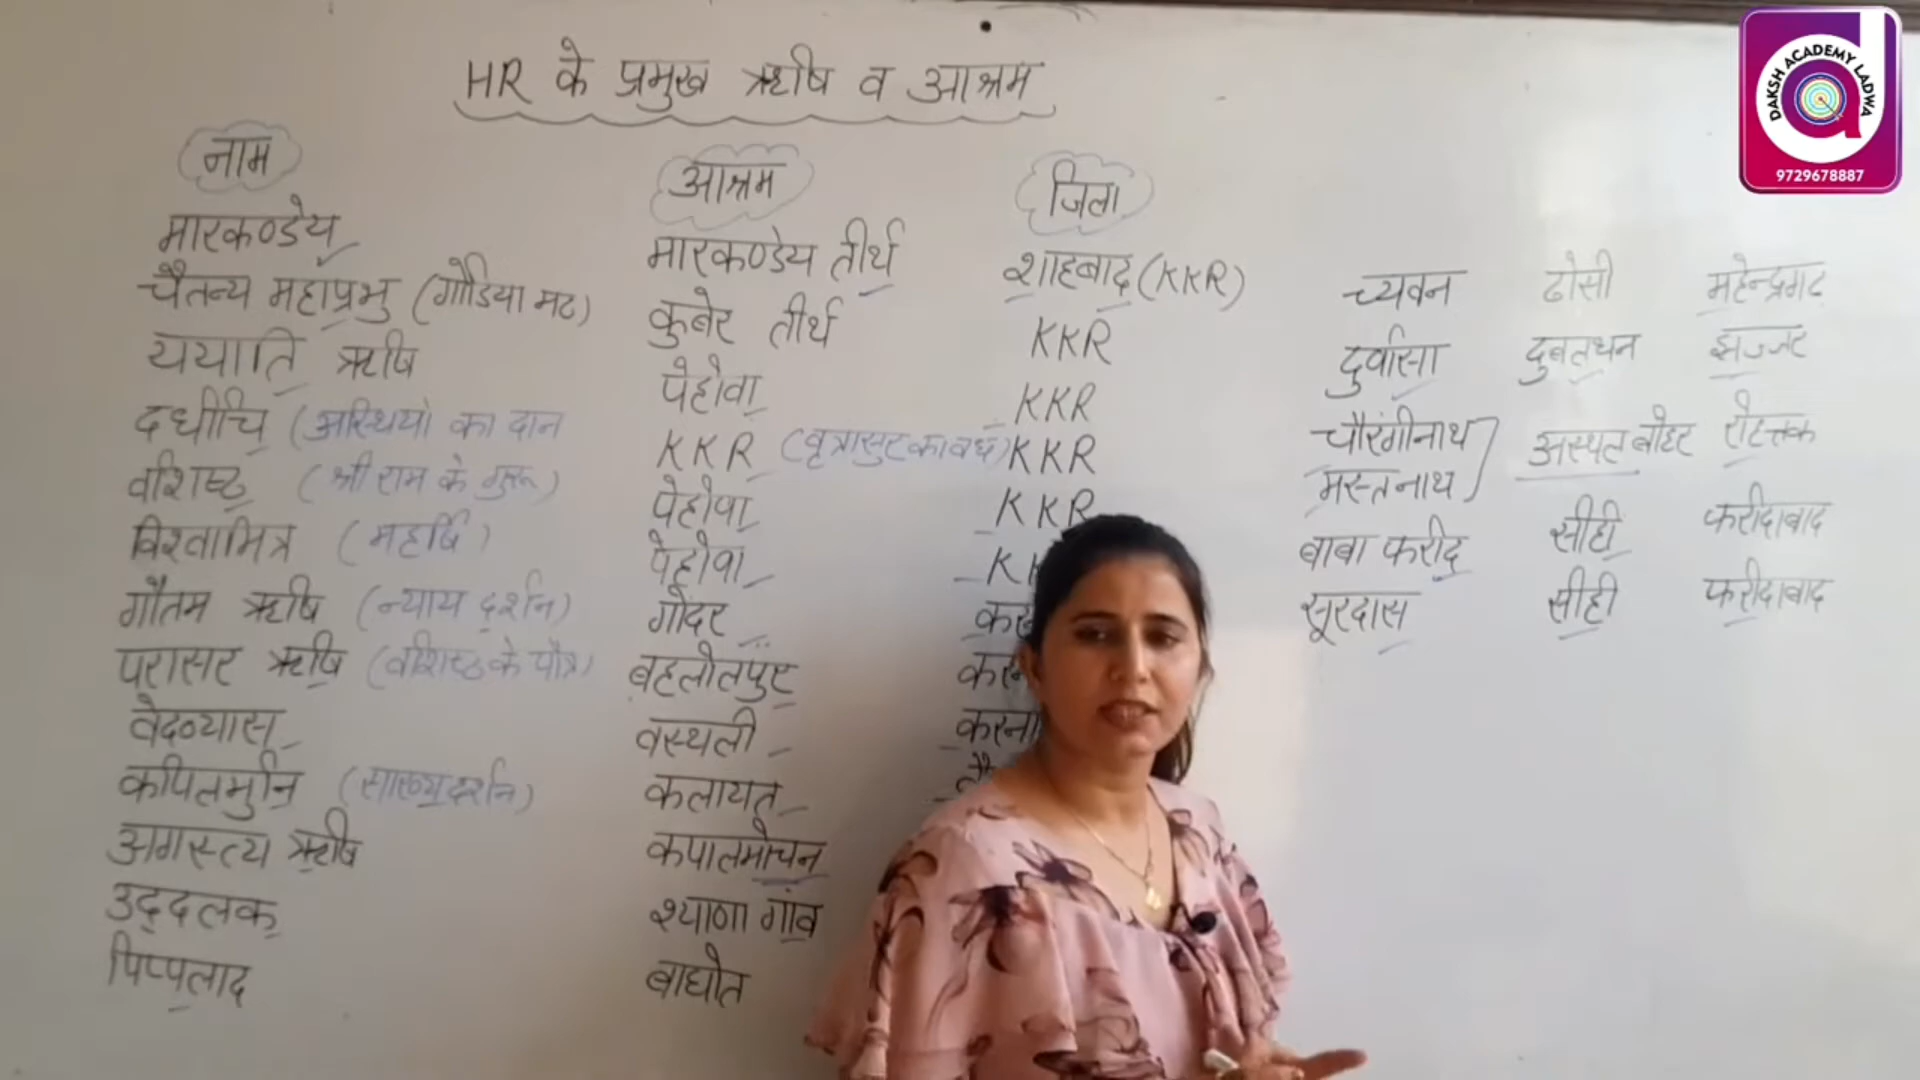 HR के प्रमुख ऋषि व आश्रम
नाम आश्रम जिला
मारकण्डेय मारकण्डेय तीर्थ शाहबाद (KKR)
चैतन्य महाप्रभु (गौडिया मठ) कुबेर तीर्थ KKR
ययाति ऋषि पेहोवा KKR
दधीचि (अस्थियो का दान KKR (वृत्रासुर का वध) KKR
वशिष्ठ (श्री राम के गुरू) पेहोवा KKR
विश्वामित्र (महर्षि) पेहोवा
गौतम ऋषि (न्याय दर्शन) गोंदर
परासर ऋषि (वशिष्ठ के पौत्र) बहलोलपुर
वेदव्यास वस्थली करना
कपिलमुनि (सांख्य दर्शन) कलायत
अगस्त्य ऋषि कपालमोचन
उद्दलक श्याणा गांव
पिप्पलाद बाघोत
च्यवन ढोसी महेन्द्रगढ
दुर्वासा दुबलधन झज्जर
चौरंगीनाथ अस्थल बोहर रोहतक
मस्तनाथ
बाबा फरीद सीही फरीदाबाद
सूरदास सीही फरीदाबाद
DAKSH ACADEMY LADWA
9729678887